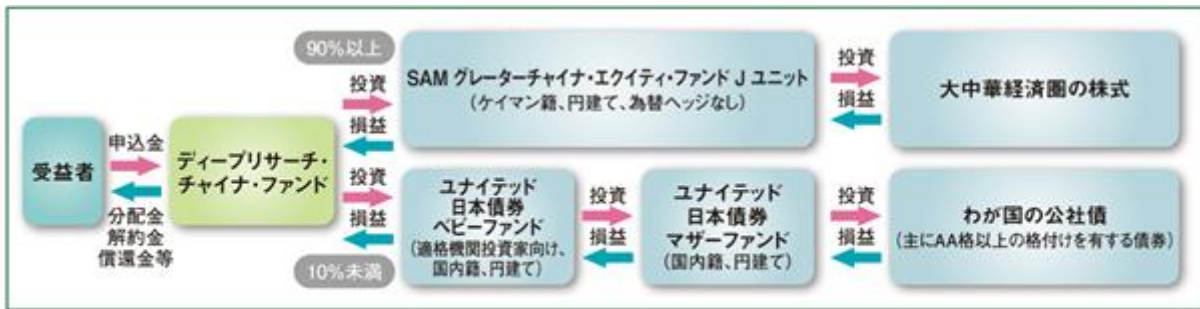 90%以上
SAM グレーターチャイナ・エクイティ・ファンド J ユニット
(ケイマン籍、円建て、為替ヘッジなし)
投資
損益
大中華経済圏の株式
投資
損益
受益者
申込金
分配金
解約金
償還金等
ディープリサーチ・
チャイナ・ファンド
投資
損益
10%未満
ユナイテッド
日本債券
ベビーファンド
(適格機関投資家向け、
国内籍、円建て)
投資
損益
ユナイテッド
日本債券
マザーファンド
(国内籍、円建て)
投資
損益
わが国の公社債
(主にAA格以上の格付けを有する債券)